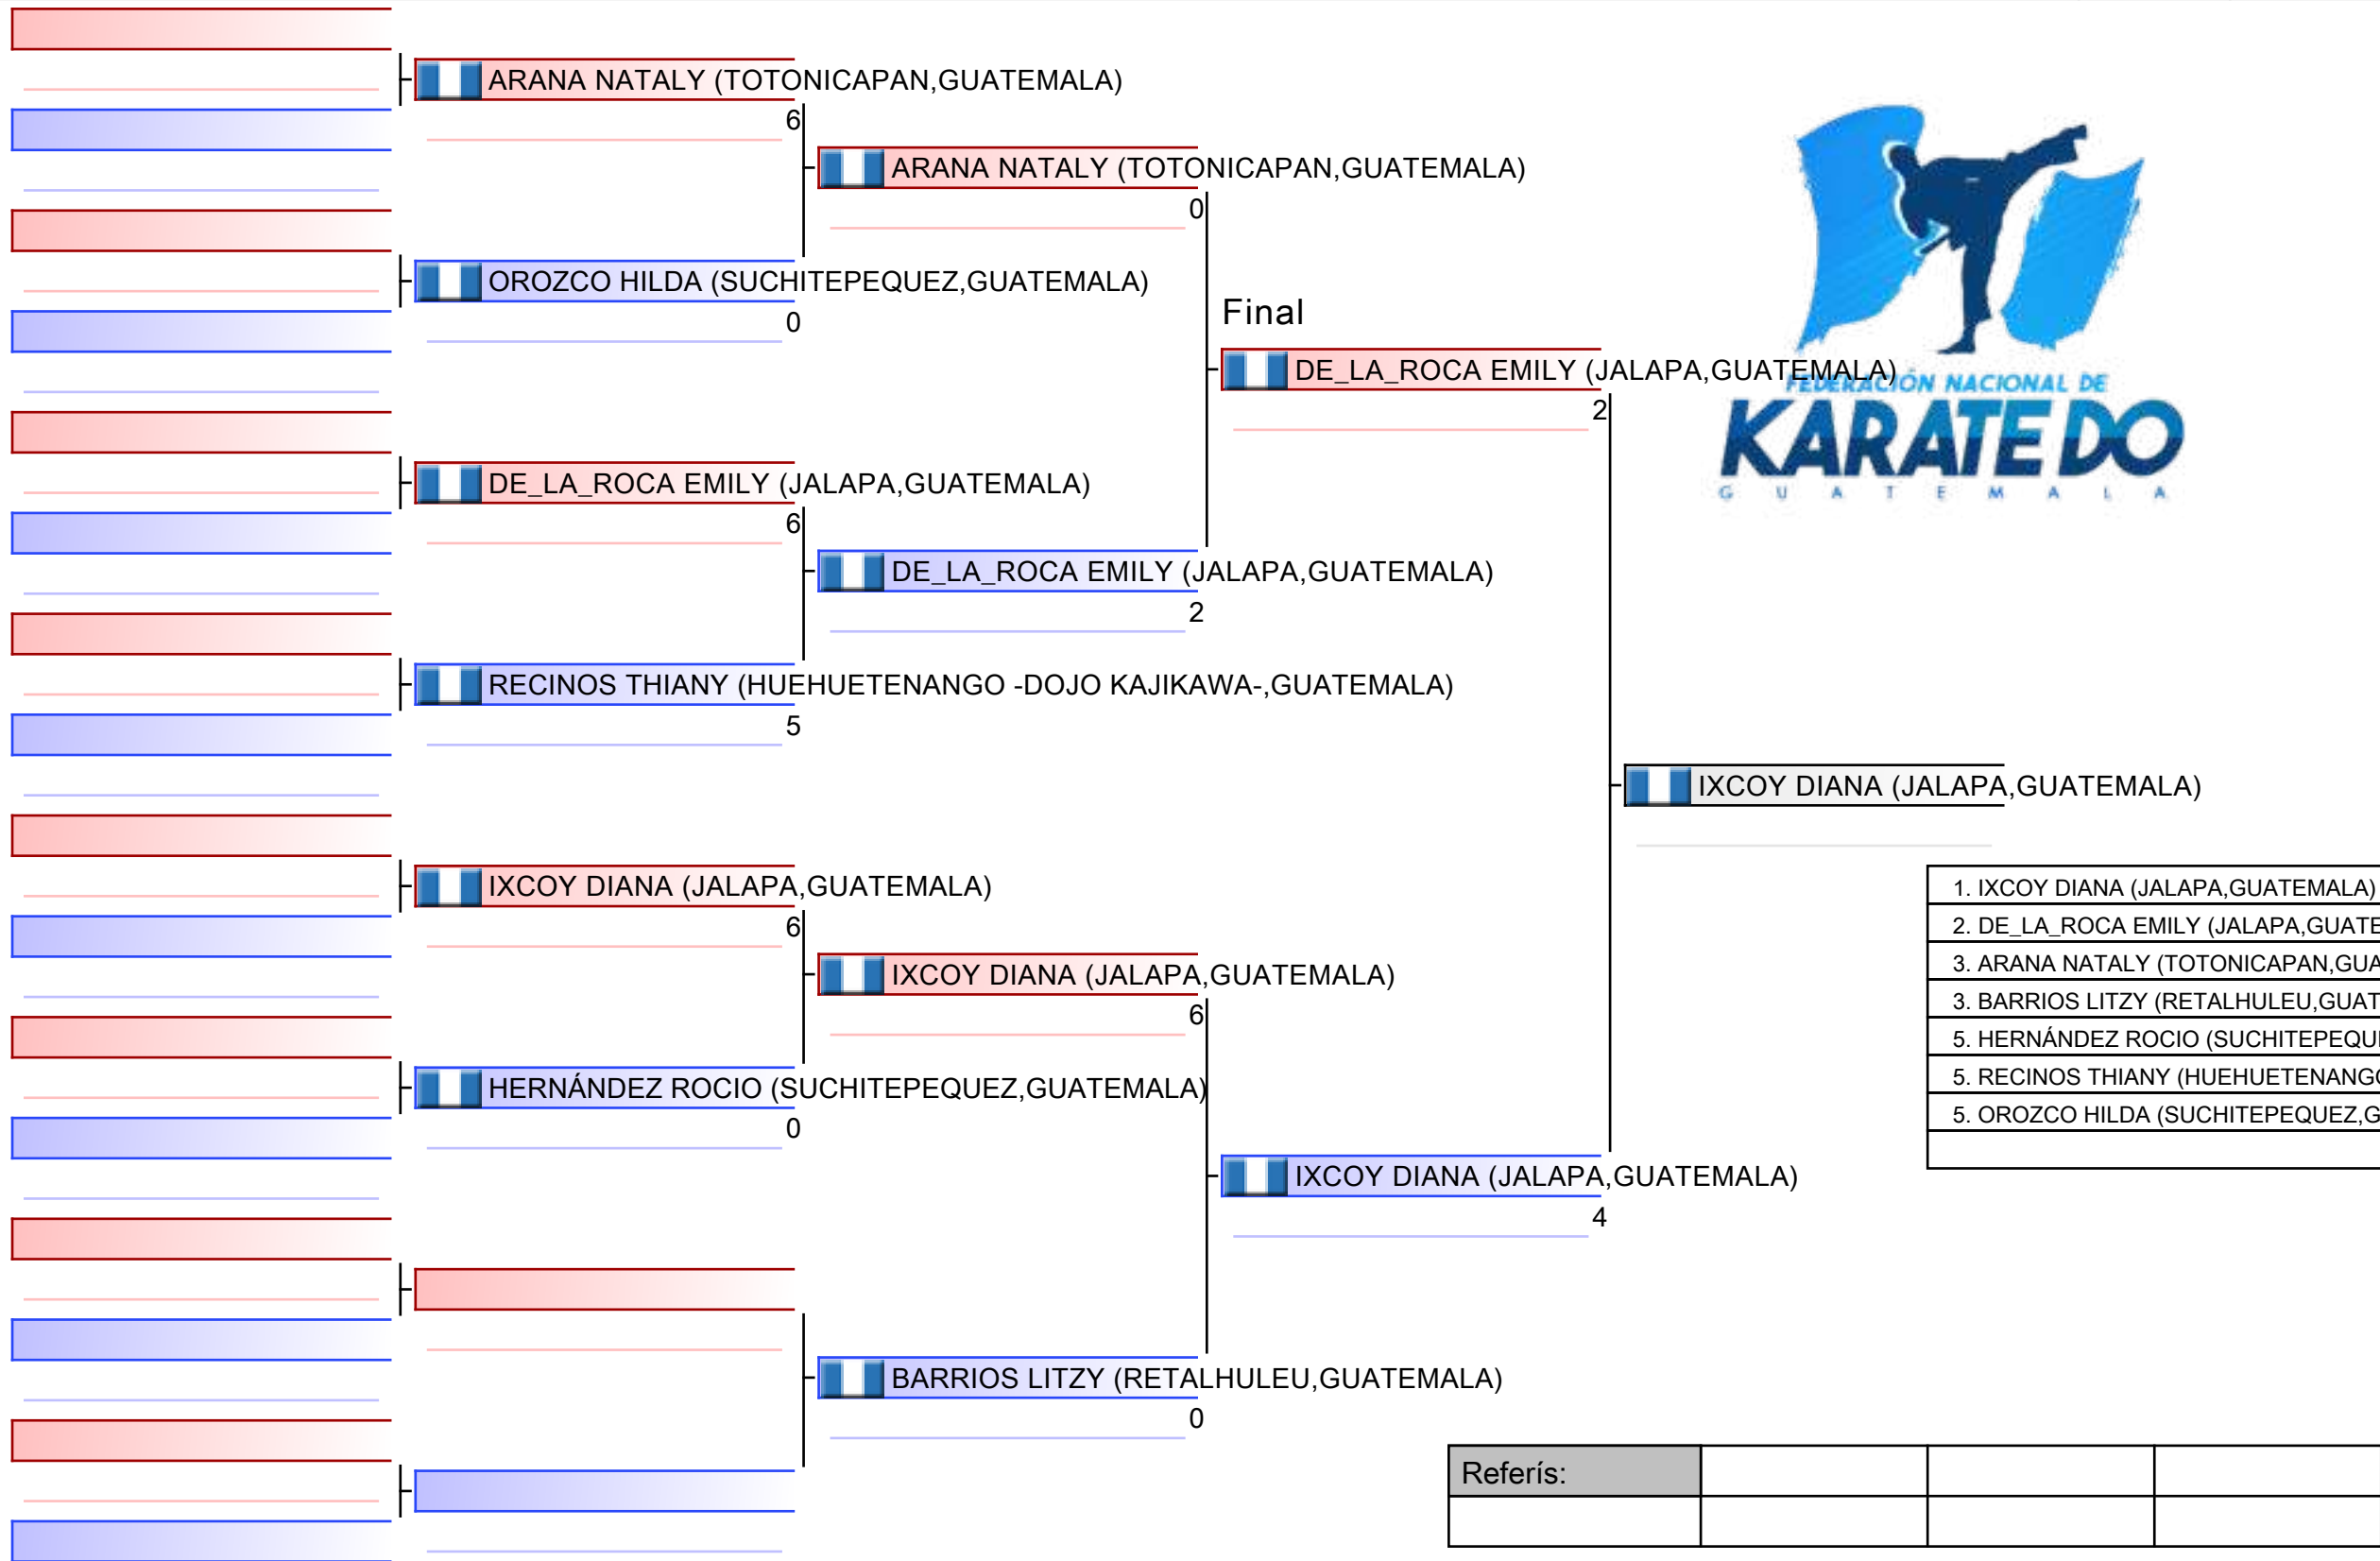 ARANA NATALY (TOTONICAPAN,GUATEMALA)
6
OROZCO HILDA (SUCHITEPEQUEZ,GUATEMALA)
0
DE_LA_ROCA EMILY (JALAPA,GUATEMALA)
6
RECINOS THIANY (HUEHUETENANGO -DOJO KAJIKAWA-,GUATEMALA)
5
IXCOY DIANA (JALAPA,GUATEMALA)
6
HERNÁNDEZ ROCIO (SUCHITEPEQUEZ,GUATEMALA)
0
ARANA NATALY (TOTONICAPAN,GUATEMALA)
0
DE_LA_ROCA EMILY (JALAPA,GUATEMALA)
2
IXCOY DIANA (JALAPA,GUATEMALA)
6
BARRIOS LITZY (RETALHULEU,GUATEMALA)
0
Final
DE_LA_ROCA EMILY (JALAPA,GUATEMALA)
2
IXCOY DIANA (JALAPA,GUATEMALA)
4
FEDERACIÓN NACIONAL DE
KARATE DO
GUATEMALA
IXCOY DIANA (JALAPA,GUATEMALA)
1. IXCOY DIANA (JALAPA,GUATEMALA)
2. DE_LA_ROCA EMILY (JALAPA,GUATE
3. ARANA NATALY (TOTONICAPAN,GUA
3. BARRIOS LITZY (RETALHULEU,GUAT
5. HERNÁNDEZ ROCIO (SUCHITEPEQU
5. RECINOS THIANY (HUEHUETENANGO
5. OROZCO HILDA (SUCHITEPEQUEZ,G
Referís: